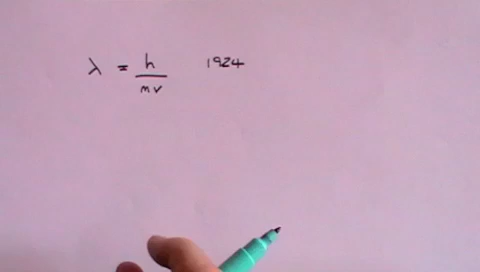 λ = h/mv 1924